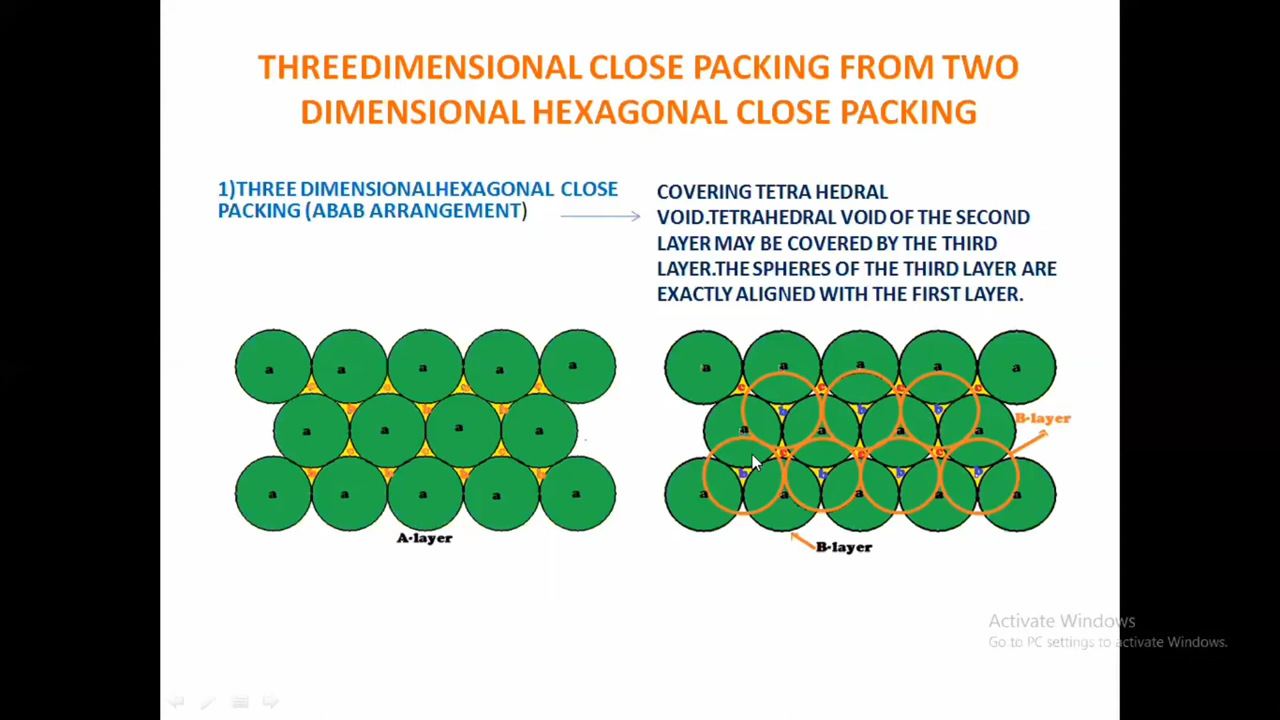 THREEDIMENSIONAL CLOSE PACKING FROM TWO
DIMENSIONAL HEXAGONAL CLOSE PACKING
1)THREE DIMENSIONALHEXAGONAL CLOSE
PACKING (ABAB ARRANGEMENT)
COVERING TETRA HEDRAL
VOID.TETRAHEDRAL VOID OF THE SECOND
LAYER MAY BE COVERED BY THE THIRD
LAYER.THE SPHERES OF THE THIRD LAYER ARE
EXACTLY ALIGNED WITH THE FIRST LAYER.
a a a a a
a a a a
a a a a a
A-layer
a a a a a
c c c c
b b b
B-layer
a a a a
c c c
b b b b
a a a a a
B-layer
Activate Windows
Go to PC settings to activate Windows.